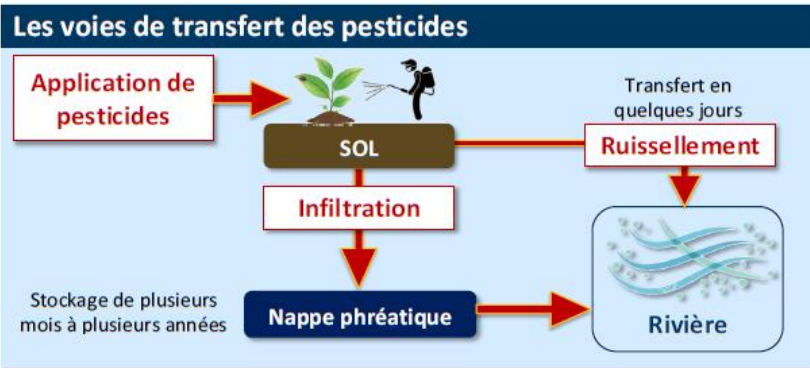 Les voies de transfert des pesticides
Application de
pesticides
Transfert en
quelques jours
SOL
Ruissellement
Infiltration
Stockage de plusieurs
mois à plusieurs années
Nappe phréatique
Rivière